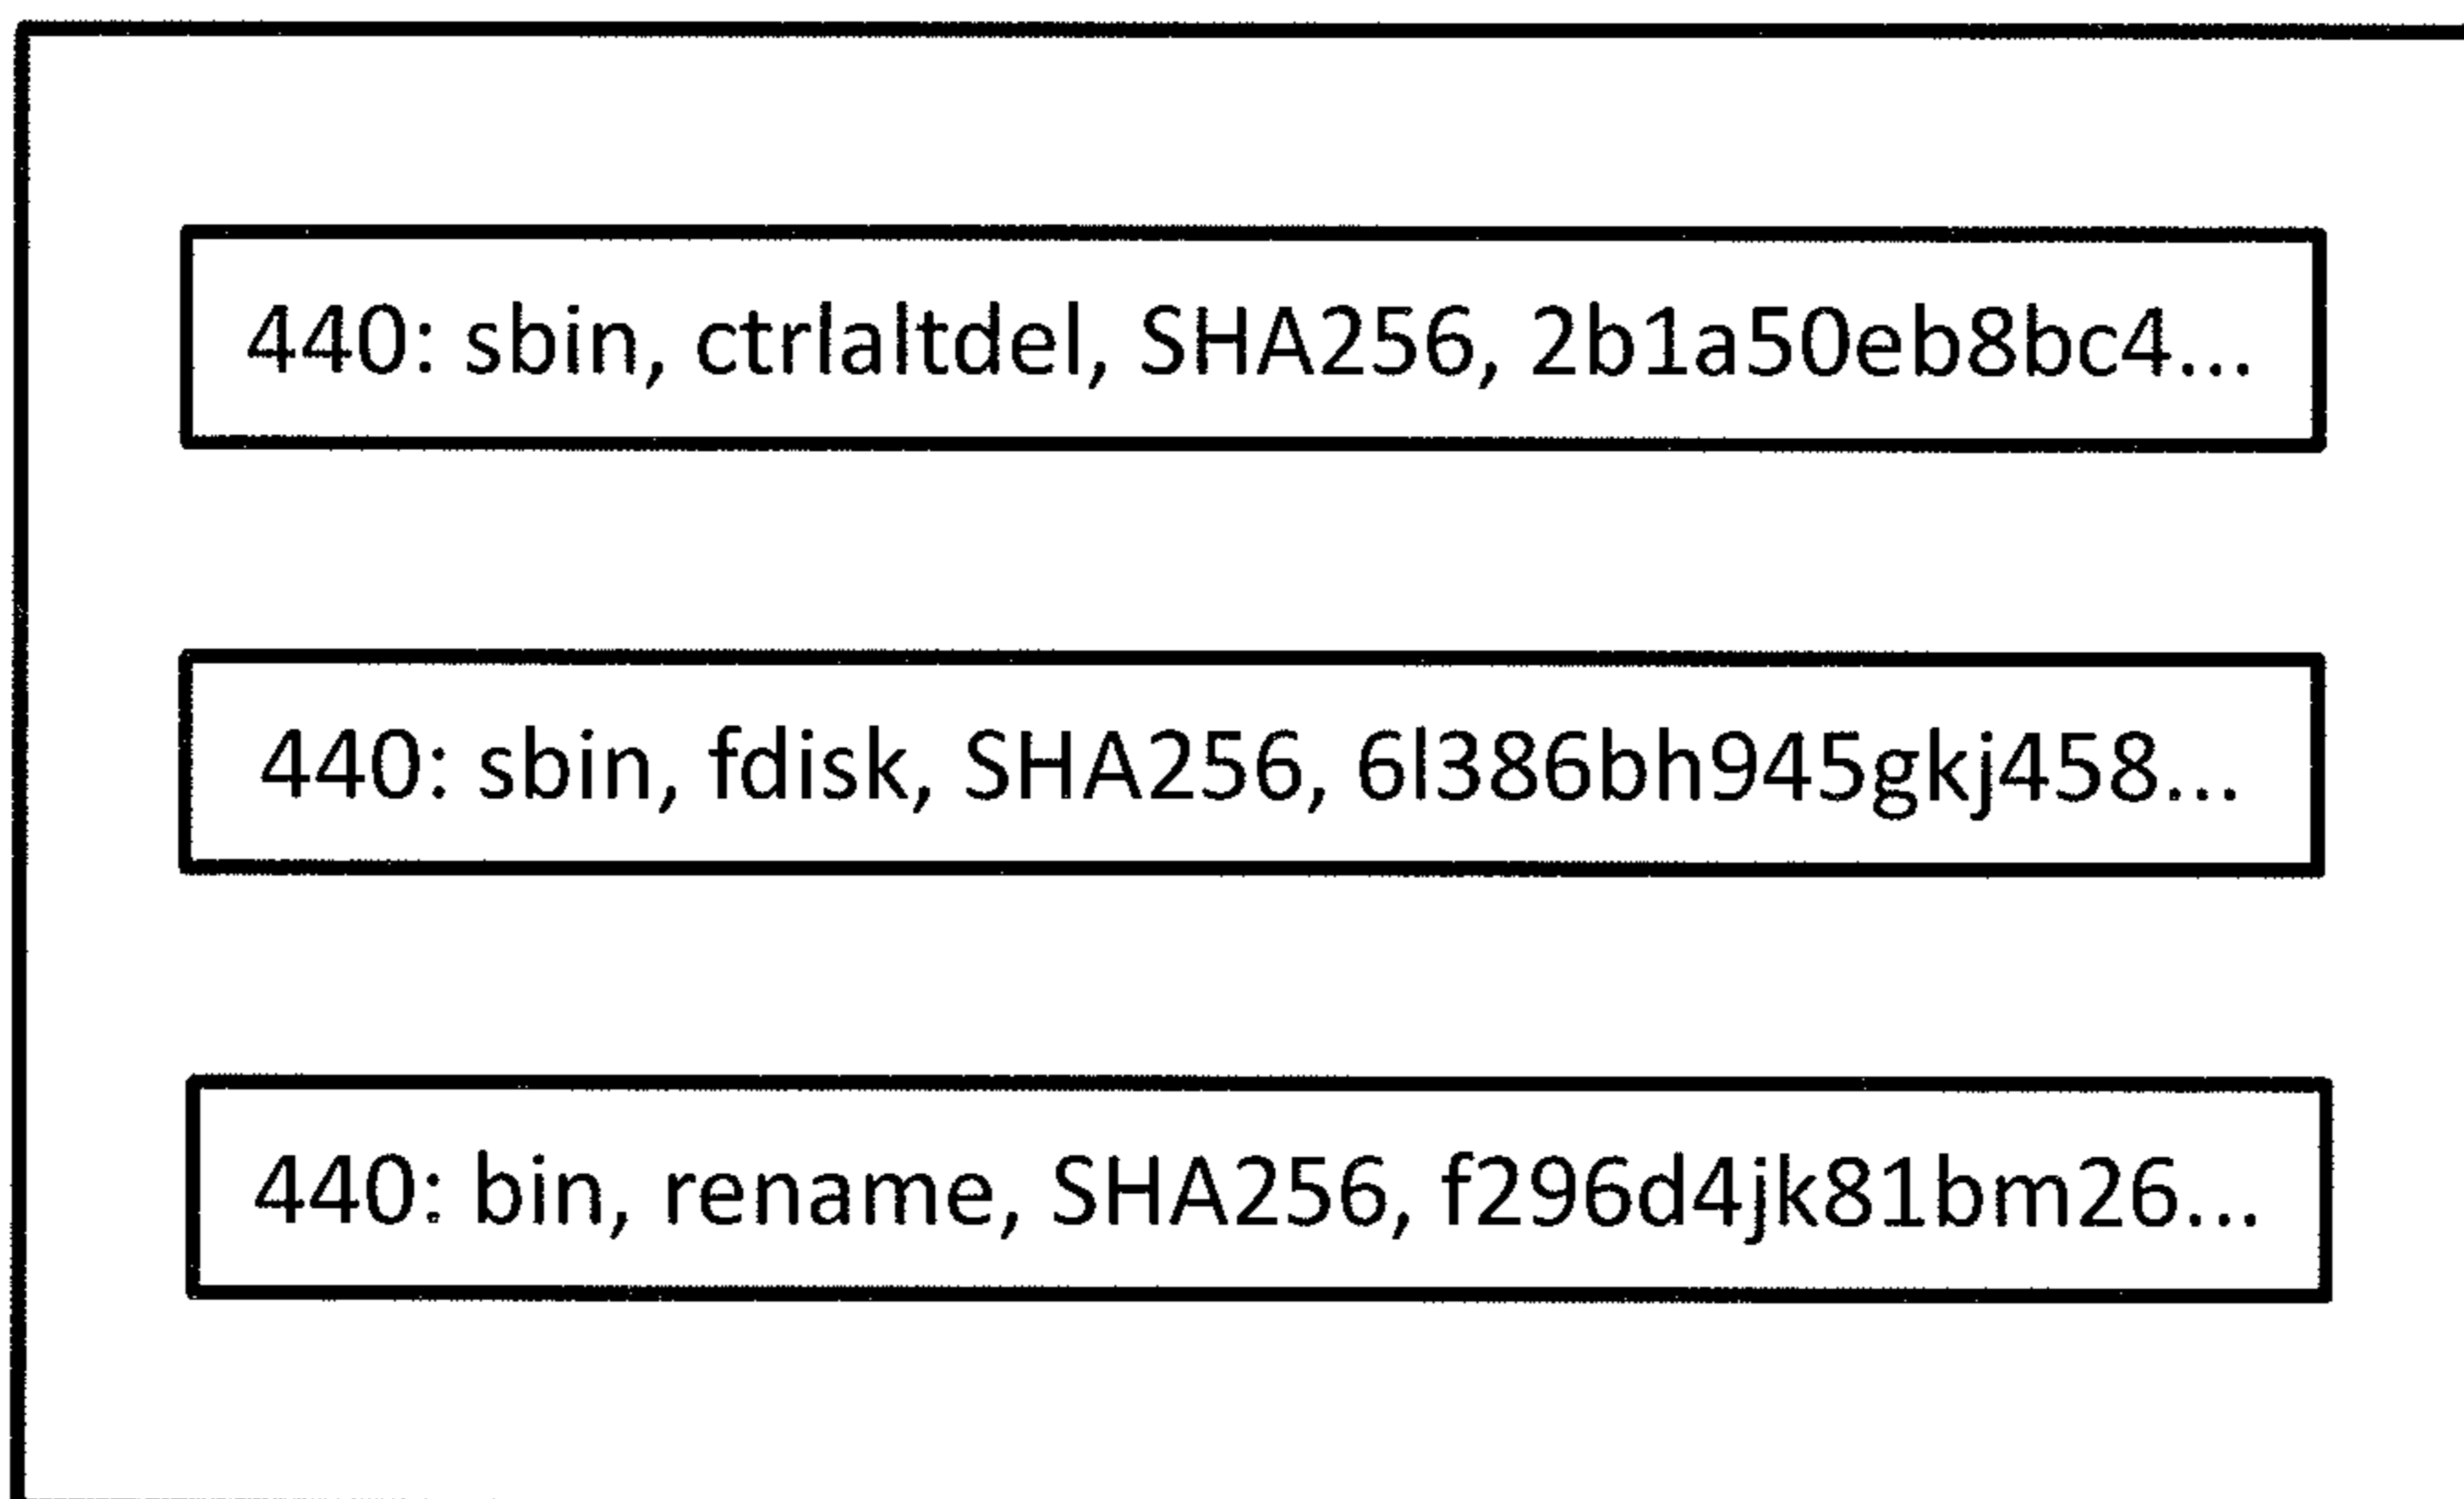 440: sbin, ctrlaltdel, SHA256, 2b1a50eb8bc4...
440: sbin, fdisk, SHA256, 6l386bh945gkj458...
440: bin, rename, SHA256, f296d4jk81bm26...